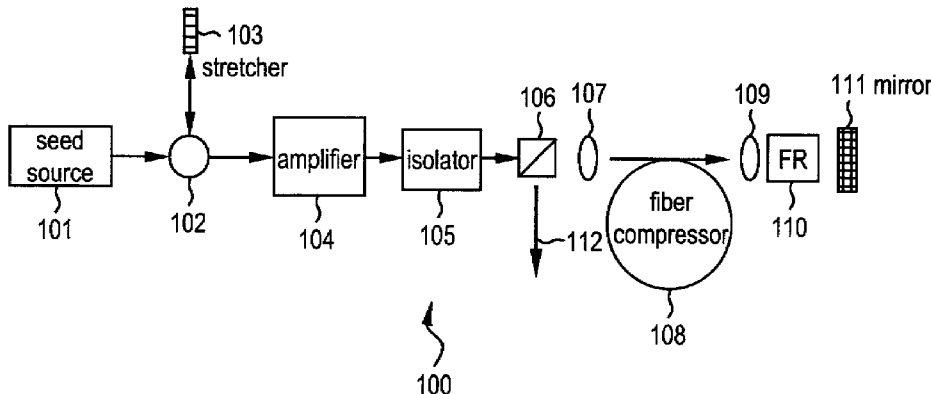 103
stretcher
seed
source
101
102
amplifier
104
isolator
105
106
107
112
fiber
compressor
108
109
FR
110
111 mirror
100